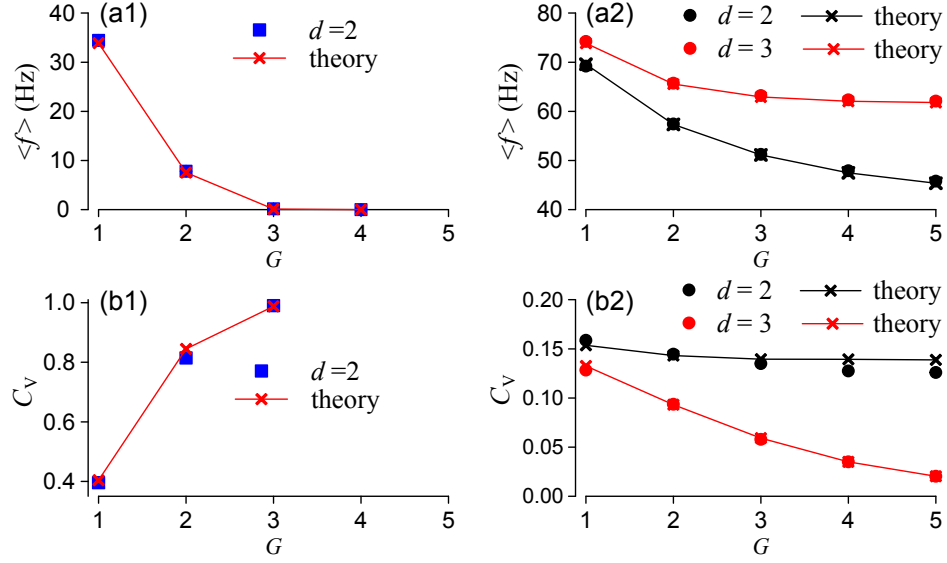 (a1)
<f> (Hz)
40
30
20
10
0
d =2
theory
1 2 3 4 5
G
(a2)
<f> (Hz)
80
70
60
50
40
d = 2 theory
d = 3 theory
1 2 3 4 5
G
(b1)
Cv
1.0
0.8
0.6
0.4
d =2
theory
1 2 3 4 5
G
(b2)
Cv
0.20
0.15
0.10
0.05
0.00
d = 2 theory
d = 3 theory
1 2 3 4 5
G